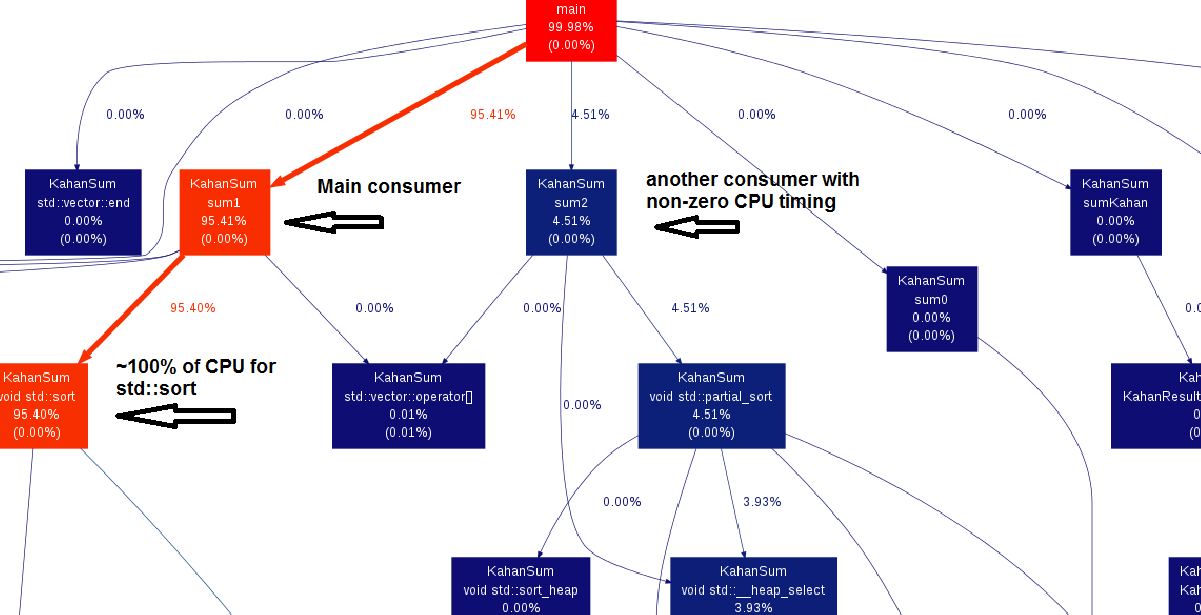 main
99.98%
(0.00%)
0.00%
0.00%
95.41%
4.51%
0.00%
0.00%
KahanSum
std::vector::end
0.00%
(0.00%)
KahanSum
sum1
95.41%
(0.00%)
Main consumer
KahanSum
sum2
4.51%
(0.00%)
another consumer with
non-zero CPU timing
KahanSum
sumKahan
0.00%
(0.00%)
KahanSum
sum0
0.00%
(0.00%)
95.40%
0.00%
0.00%
4.51%
KahanSum
void std::sort
95.40%
(0.00%)
~100% of CPU for
std::sort
KahanSum
std::vector::operator[]
0.01%
(0.01%)
0.00%
KahanSum
void std::partial_sort
4.51%
(0.00%)
KahanResult
0.00%
3.93%
KahanSum
void std::sort_heap
0.00%
KahanSum
void std::__heap_select
3.93%